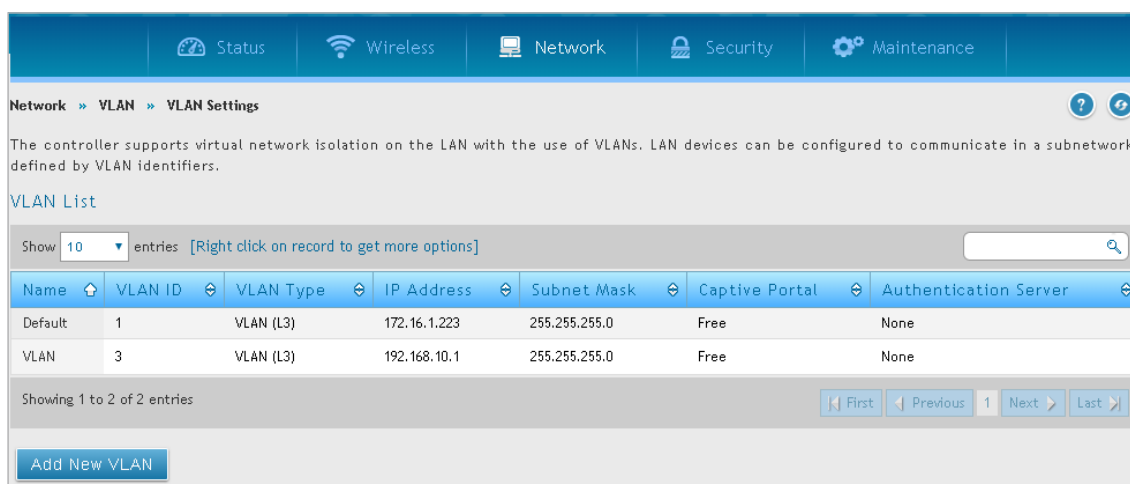 Status Wireless Network Security Maintenance
Network » VLAN » VLAN Settings
The controller supports virtual network isolation on the LAN with the use of VLANs. LAN devices can be configured to communicate in a subnetwork
defined by VLAN identifiers.
VLAN List
Show 10 entries [Right click on record to get more options]
Name VLAN ID VLAN Type IP Address Subnet Mask Captive Portal Authentication Server
Default 1 VLAN (L3) 172.16.1.223 255.255.255.0 Free None
VLAN 3 VLAN (L3) 192.168.10.1 255.255.255.0 Free None
Showing 1 to 2 of 2 entries First Previous 1 Next Last
Add New VLAN